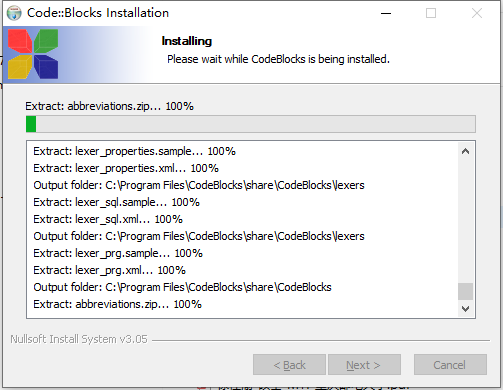 Code::Blocks Installation
Installing
Please wait while CodeBlocks is being installed.
Extract: abbreviations.zip... 100%
Extract: lexer_properties.sample... 100%
Extract: lexer_properties.xml... 100%
Output folder: C:\Program Files\CodeBlocks\share\CodeBlocks\lexers
Extract: lexer_sql.sample... 100%
Extract: lexer_sql.xml... 100%
Output folder: C:\Program Files\CodeBlocks\share\CodeBlocks\lexers
Extract: lexer_prg.sample... 100%
Extract: lexer_prg.xml... 100%
Output folder: C:\Program Files\CodeBlocks\share\CodeBlocks
Extract: abbreviations.zip... 100%
Nullsoft Install System v3.05
< Back Next > Cancel